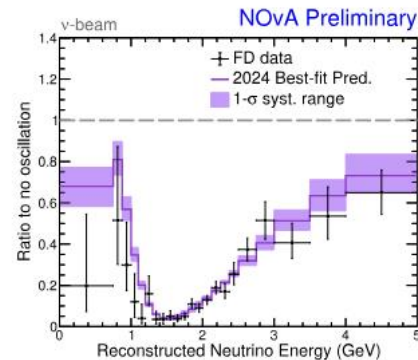 ν-beam NOvA Preliminary
FD data
2024 Best-fit Pred.
1-σ syst. range
Ratio to no oscillation
1.4
1.2
1
0.8
0.6
0.4
0.2
0
0 1 2 3 4 5
Reconstructed Neutrino Energy (GeV)